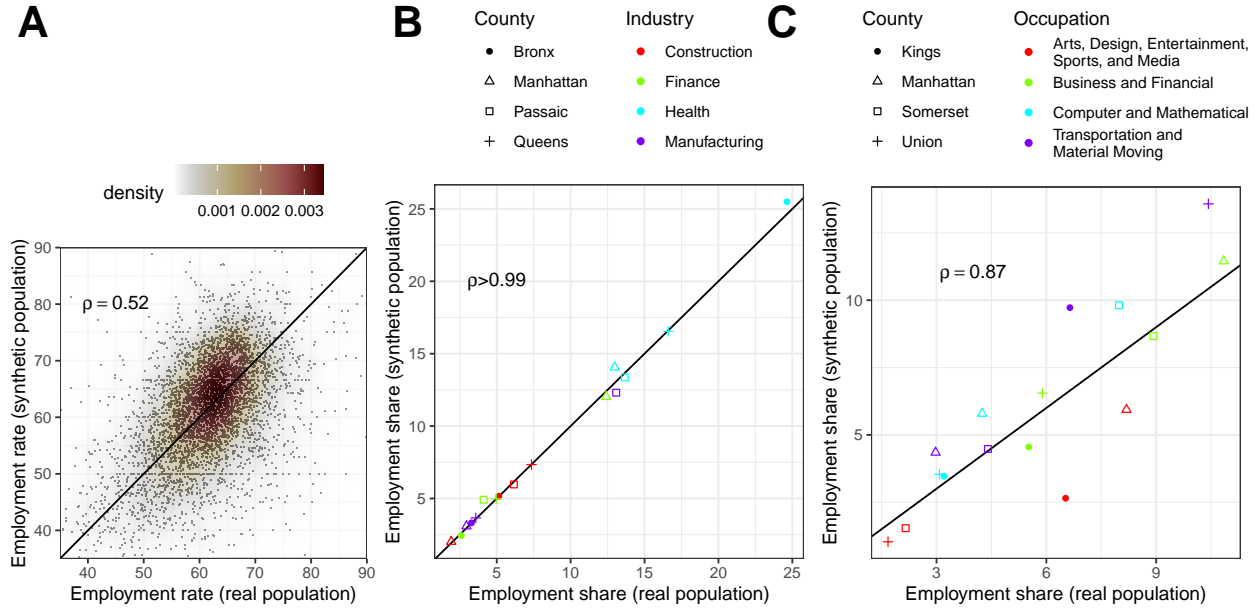 A
density
0.001 0.002 0.003
Employment rate (synthetic population)
90
80
70
60
50
40
ρ = 0.52
40 50 60 70 80 90
Employment rate (real population)
B
County
Bronx
Manhattan
Passaic
Queens
Industry
Construction
Finance
Health
Manufacturing
Employment share (synthetic population)
25
20
15
10
5
ρ>0.99
5 10 15 20 25
Employment share (real population)
C
County
Kings
Manhattan
Somerset
Union
Occupation
Arts, Design, Entertainment,
Sports, and Media
Business and Financial
Computer and Mathematical
Transportation and
Material Moving
Employment share (synthetic population)
10
5
ρ = 0.87
3 6 9
Employment share (real population)